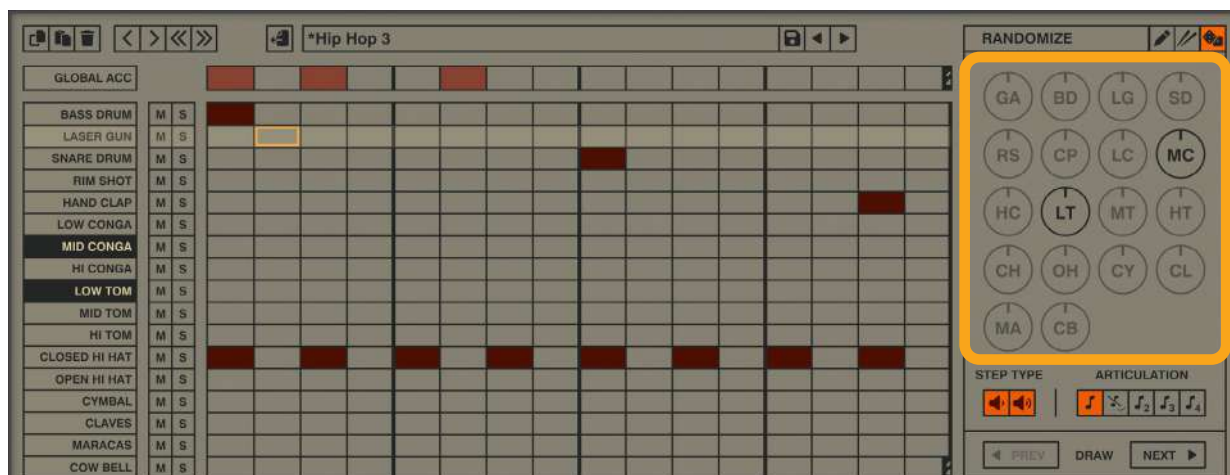 *Hip Hop 3
RANDOMIZE
GLOBAL ACC
BASS DRUM M S
LASER GUN M S
SNARE DRUM M S
RIM SHOT M S
HAND CLAP M S
LOW CONGA M S
MID CONGA M S
HI CONGA M S
LOW TOM M S
MID TOM M S
HI TOM M S
CLOSED HI HAT M S
OPEN HI HAT M S
CYMBAL M S
CLAVES M S
MARACAS M S
COW BELL M S
GA BD LG SD
RS CP LC MC
HC LT MT HT
CH OH CY CL
MA CB
STEP TYPE ARTICULATION
2 3 4
PREV DRAW NEXT